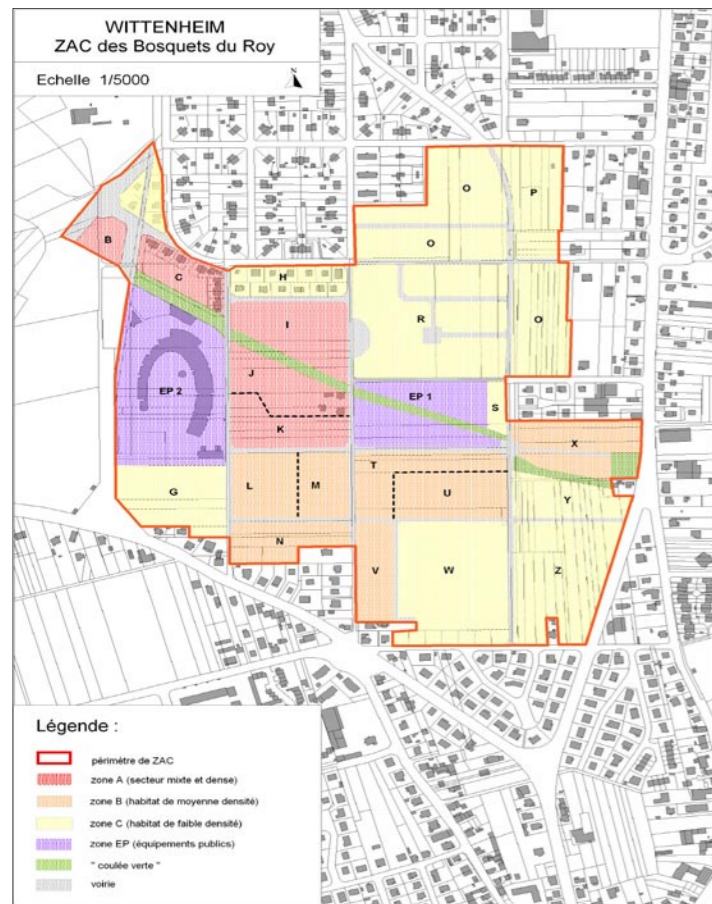 WITTENHEIM
ZAC des Bosquets du Roy
Echelle 1/5000
N
O
P
O
B
C
H
R
O
I
J
EP 2
EP 1
S
K
X
G
L
M
T
U
Y
N
V
W
Z
Légende :
périmètre de ZAC
zone A (secteur mixte et dense)
zone B (habitat de moyenne densité)
zone C (habitat de faible densité)
zone EP (équipements publics)
" coulée verte "
voirie